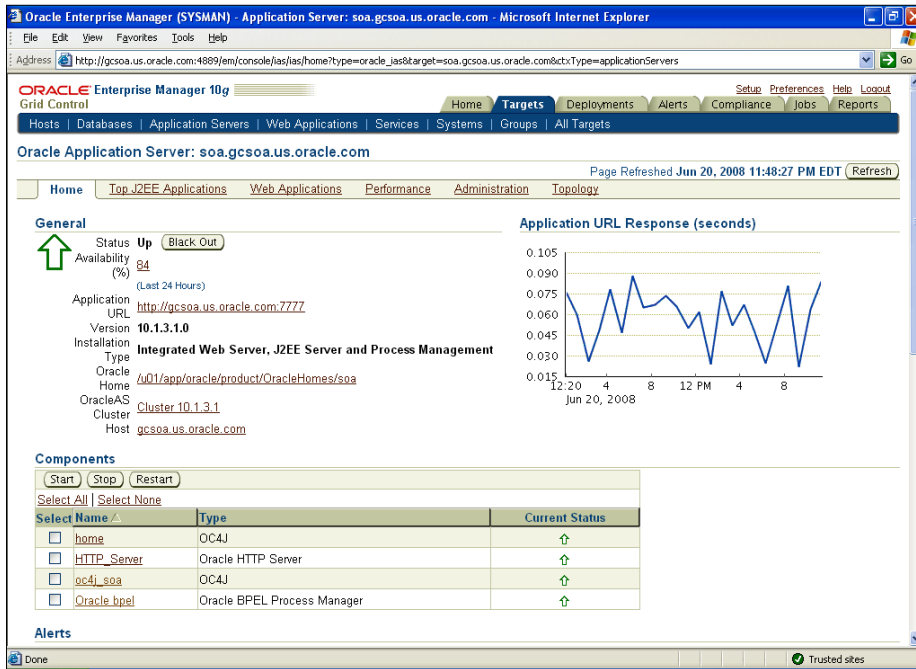 Oracle Enterprise Manager (SYSMAN) - Application Server: soa.gcsoa.us.oracle.com - Microsoft Internet Explorer
File Edit View Favorites Tools Help
Address http://gcsoa.us.oracle.com:4889/em/console/ias/ias/home?type=oracle_ias&target=soa.gcsoa.us.oracle.com&ctxType=applicationServers Go
ORACLE Enterprise Manager 10g
Grid Control
Setup Preferences Help Logout
Home Targets Deployments Alerts Compliance Jobs Reports
Hosts | Databases | Application Servers | Web Applications | Services | Systems | Groups | All Targets
Oracle Application Server: soa.gcsoa.us.oracle.com
Page Refreshed Jun 20, 2008 11:48:27 PM EDT Refresh
Home Top J2EE Applications Web Applications Performance Administration Topology
General
Status Up Black Out
Availability (%) 84
(Last 24 Hours)
Application URL http://gcsoa.us.oracle.com:7777
Version 10.1.3.1.0
Installation Type Integrated Web Server, J2EE Server and Process Management
Oracle Home /u01/app/oracle/product/OracleHomes/soa
OracleAS Cluster Cluster 10.1.3.1
Host gcsoa.us.oracle.com
Application URL Response (seconds)
0.105
0.090
0.075
0.060
0.045
0.030
0.015
12:20 4 8 12 PM 4 8
Jun 20, 2008
Components
Start Stop Restart
Select All | Select None
Select Name Type Current Status
home OC4J
HTTP_Server Oracle HTTP Server
oc4j_soa OC4J
Oracle bpel Oracle BPEL Process Manager
Alerts
Done Trusted sites